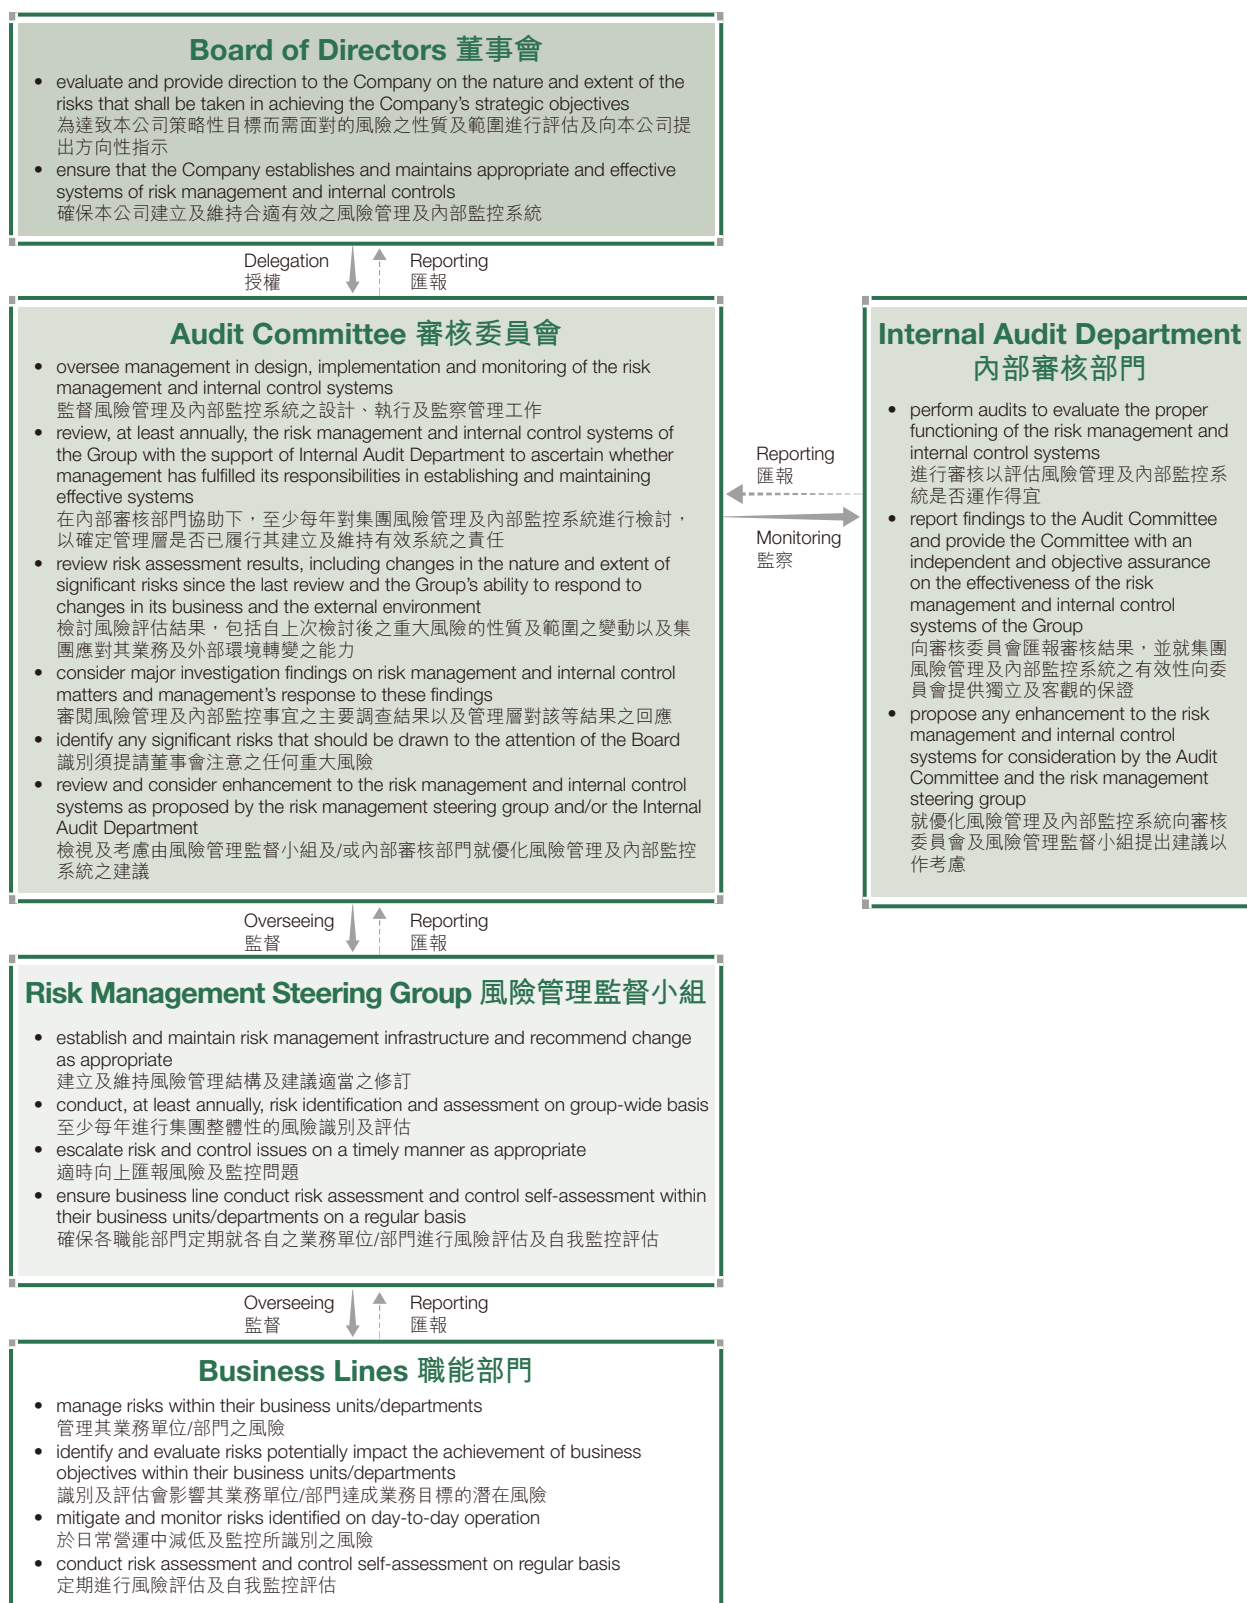 Board of Directors 董事會
• evaluate and provide direction to the Company on the nature and extent of the
risks that shall be taken in achieving the Company's strategic objectives
為達致本公司策略性目標而需面對的風險之性質及範圍進行評估及向本公司提
出方向性指示
• ensure that the Company establishes and maintains appropriate and effective
systems of risk management and internal controls
確保本公司建立及維持合適有效之風險管理及內部監控系統
Delegation
授權
Reporting
匯報
Audit Committee 審核委員會
• oversee management in design, implementation and monitoring of the risk
management and internal control systems
監督風險管理及內部監控系統之設計、執行及監察管理工作
• review, at least annually, the risk management and internal control systems of
the Group with the support of Internal Audit Department to ascertain whether
management has fulfilled its responsibilities in establishing and maintaining
effective systems
在內部審核部門協助下，至少每年對集團風險管理及內部監控系統進行檢討，
以確定管理層是否已履行其建立及維持有效系統之責任
• review risk assessment results, including changes in the nature and extent of
significant risks since the last review and the Group's ability to respond to
changes in its business and the external environment
檢討風險評估結果，包括自上次檢討後之重大風險的性質及範圍之變動以及集
團應對其業務及外部環境轉變之能力
• consider major investigation findings on risk management and internal control
matters and management's response to these findings
審閱風險管理及內部監控事宜之主要調查結果以及管理層對該等結果之回應
• identify any significant risks that should be drawn to the attention of the Board
識別須提請董事會注意之任何重大風險
• review and consider enhancement to the risk management and internal control
systems as proposed by the risk management steering group and/or the Internal
Audit Department
檢視及考慮由風險管理監督小組及/或內部審核部門就優化風險管理及內部監控
系統之建議
Reporting
匯報
Monitoring
監察
Internal Audit Department
內部審核部門
• perform audits to evaluate the proper
functioning of the risk management and
internal control systems
進行審核以評估風險管理及內部監控系
統是否運作得宜
• report findings to the Audit Committee
and provide the Committee with an
independent and objective assurance
on the effectiveness of the risk
management and internal control
systems of the Group
向審核委員會匯報審核結果，並就集團
風險管理及內部監控系統之有效性向委
員會提供獨立及客觀的保證
• propose any enhancement to the risk
management and internal control
systems for consideration by the Audit
Committee and the risk management
steering group
就優化風險管理及內部監控系統向審核
委員會及風險管理監督小組提出建議以
作考慮
Overseeing
監督
Reporting
匯報
Risk Management Steering Group 風險管理監督小組
• establish and maintain risk management infrastructure and recommend change
as appropriate
建立及維持風險管理結構及建議適當之修訂
• conduct, at least annually, risk identification and assessment on group-wide basis
至少每年進行集團整體性的風險識別及評估
• escalate risk and control issues on a timely manner as appropriate
適時向上匯報風險及監控問題
• ensure business line conduct risk assessment and control self-assessment within
their business units/departments on a regular basis
確保各職能部門定期就各自之業務單位/部門進行風險評估及自我監控評估
Overseeing
監督
Reporting
匯報
Business Lines 職能部門
• manage risks within their business units/departments
管理其業務單位/部門之風險
• identify and evaluate risks potentially impact the achievement of business
objectives within their business units/departments
識別及評估會影響其業務單位/部門達成業務目標的潛在風險
• mitigate and monitor risks identified on day-to-day operation
於日常營運中減低及監控所識別之風險
• conduct risk assessment and control self-assessment on regular basis
定期進行風險評估及自我監控評估